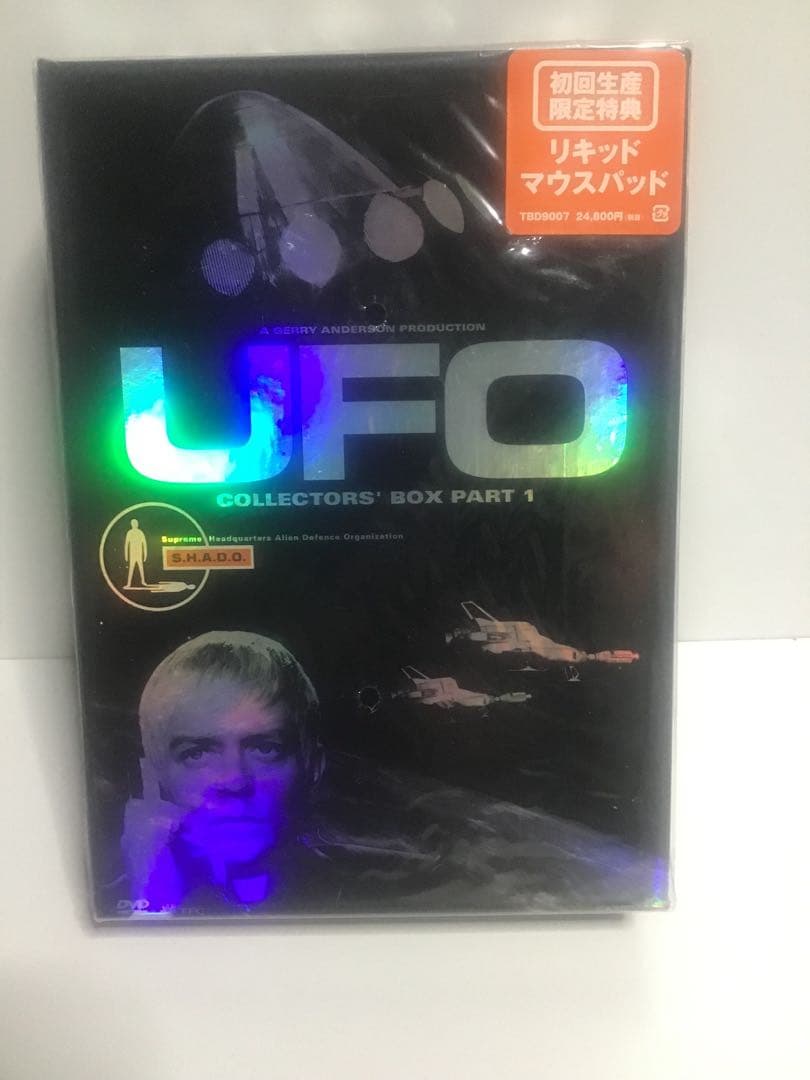 初回生産
限定特典
リキッド
マウスパッド
TBD9007 24,800円(税抜)
A GERRY ANDERSON PRODUCTION
UFO
COLLECTORS' BOX PART 1
Supreme Headquarters Alien Defence Organization
S.H.A.D.O.
DVD